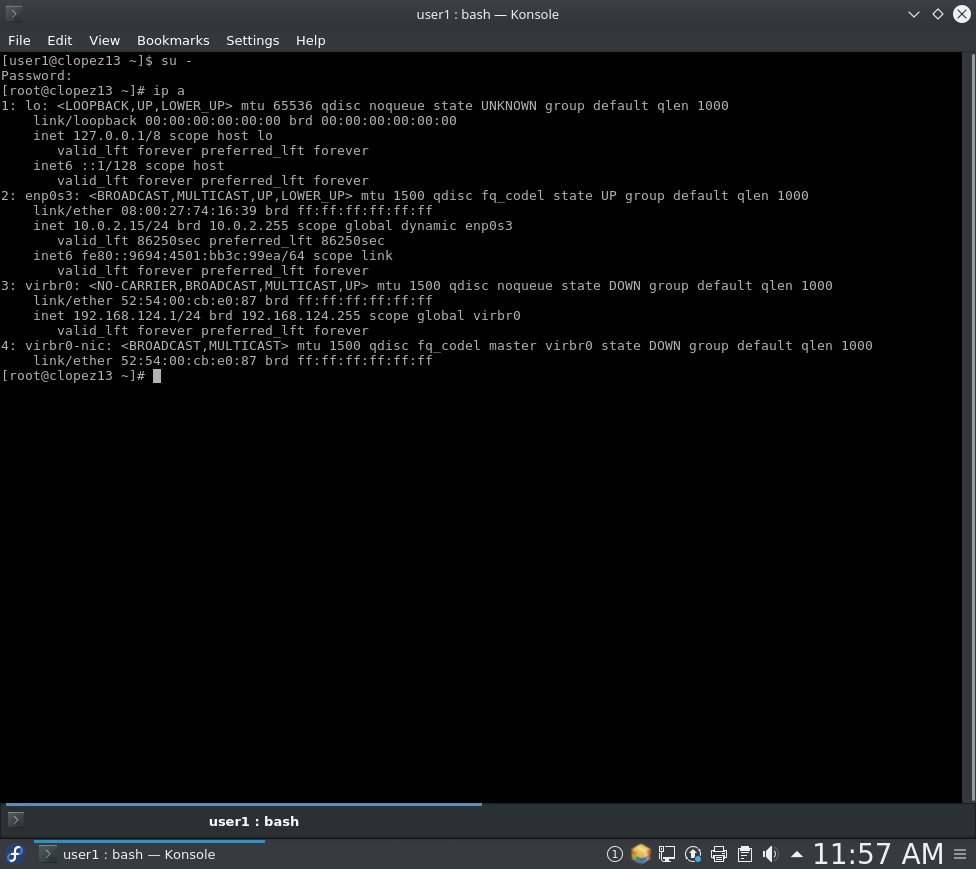 user1 : bash — Konsole
File Edit View Bookmarks Settings Help
[user1@clopez13 ~]$ su -
Password:
[root@clopez13 ~]# ip a
1: lo: <LOOPBACK,UP,LOWER_UP> mtu 65536 qdisc noqueue state UNKNOWN group default qlen 1000
    link/loopback 00:00:00:00:00:00 brd 00:00:00:00:00:00
    inet 127.0.0.1/8 scope host lo
       valid_lft forever preferred_lft forever
    inet6 ::1/128 scope host
       valid_lft forever preferred_lft forever
2: enp0s3: <BROADCAST,MULTICAST,UP,LOWER_UP> mtu 1500 qdisc fq_codel state UP group default qlen 1000
    link/ether 08:00:27:74:16:39 brd ff:ff:ff:ff:ff:ff
    inet 10.0.2.15/24 brd 10.0.2.255 scope global dynamic enp0s3
       valid_lft 86250sec preferred_lft 86250sec
    inet6 fe80::9694:4501:bb3c:99ea/64 scope link
       valid_lft forever preferred_lft forever
3: virbr0: <NO-CARRIER,BROADCAST,MULTICAST,UP> mtu 1500 qdisc noqueue state DOWN group default qlen 1000
    link/ether 52:54:00:cb:e0:87 brd ff:ff:ff:ff:ff:ff
    inet 192.168.124.1/24 brd 192.168.124.255 scope global virbr0
       valid_lft forever preferred_lft forever
4: virbr0-nic: <BROADCAST,MULTICAST> mtu 1500 qdisc fq_codel master virbr0 state DOWN group default qlen 1000
    link/ether 52:54:00:cb:e0:87 brd ff:ff:ff:ff:ff:ff
[root@clopez13 ~]#
user1 : bash
user1 : bash — Konsole 1 11:57 AM